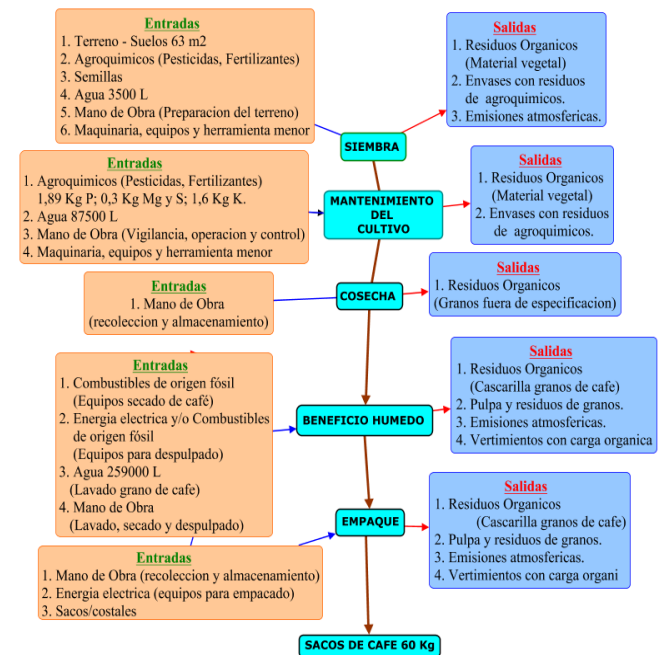 Entradas
1. Terreno - Suelos 63 m2
2. Agroquimicos (Pesticidas, Fertilizantes)
3. Semillas
4. Agua 3500 L
5. Mano de Obra (Preparacion del terreno)
6. Maquinaria, equipos y herramienta menor
Salidas
1. Residuos Organicos
(Material vegetal)
2. Envases con residuos
de agroquimicos.
3. Emisiones atmosfericas.
SIEMBRA
Entradas
1. Agroquimicos (Pesticidas, Fertilizantes)
1,89 Kg P; 0,3 Kg Mg y S; 1,6 Kg K.
2. Agua 87500 L
3. Mano de Obra (Vigilancia, operacion y control)
4. Maquinaria, equipos y herramienta menor
MANTENIMIENTO
DEL
CULTIVO
Salidas
1. Residuos Organicos
(Material vegetal)
2. Envases con residuos
de agroquimicos.
Entradas
1. Mano de Obra
(recoleccion y almacenamiento)
COSECHA
Salidas
1. Residuos Organicos
(Granos fuera de especificacion)
Entradas
1. Combustibles de origen fósil
(Equipos secado de café)
2. Energia electrica y/o Combustibles
de origen fósil
(Equipos para despulpado)
3. Agua 259000 L
(Lavado grano de cafe)
4. Mano de Obra
(Lavado, secado y despulpado)
BENEFICIO HUMEDO
Salidas
1. Residuos Organicos
(Cascarilla granos de cafe)
2. Pulpa y residuos de granos.
3. Emisiones atmosfericas.
4. Vertimientos con carga organica
Entradas
1. Mano de Obra (recoleccion y almacenamiento)
2. Energia electrica (equipos para empacado)
3. Sacos/costales
EMPAQUE
Salidas
1. Residuos Organicos
(Cascarilla granos de cafe)
2. Pulpa y residuos de granos.
3. Emisiones atmosfericas.
4. Vertimientos con carga organi
SACOS DE CAFE 60 Kg